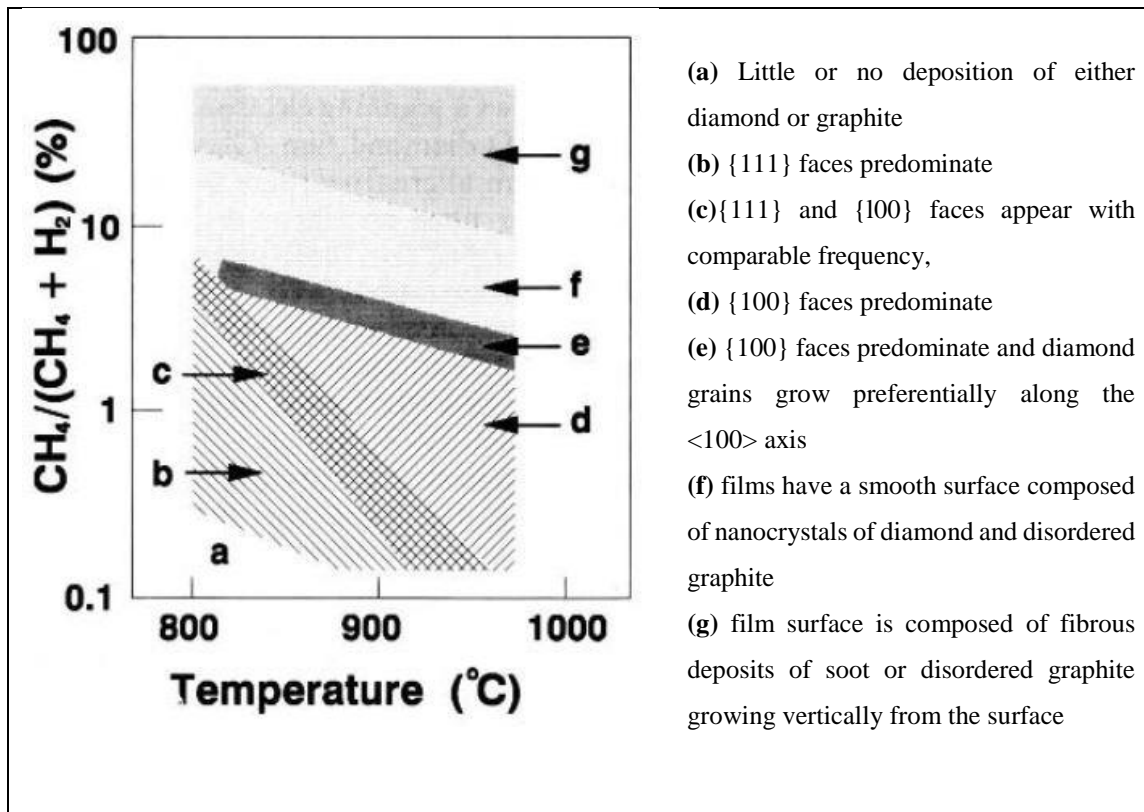 100
10
1
0.1
CH₄/(CH₄ + H₂) (%)
800
900
1000
Temperature (°C)
g
f
e
c
d
b
a
(a) Little or no deposition of either
diamond or graphite
(b) {111} faces predominate
(c){111} and {l00} faces appear with
comparable frequency,
(d) {100} faces predominate
(e) {100} faces predominate and diamond
grains grow preferentially along the
<100> axis
(f) films have a smooth surface composed
of nanocrystals of diamond and disordered
graphite
(g) film surface is composed of fibrous
deposits of soot or disordered graphite
growing vertically from the surface